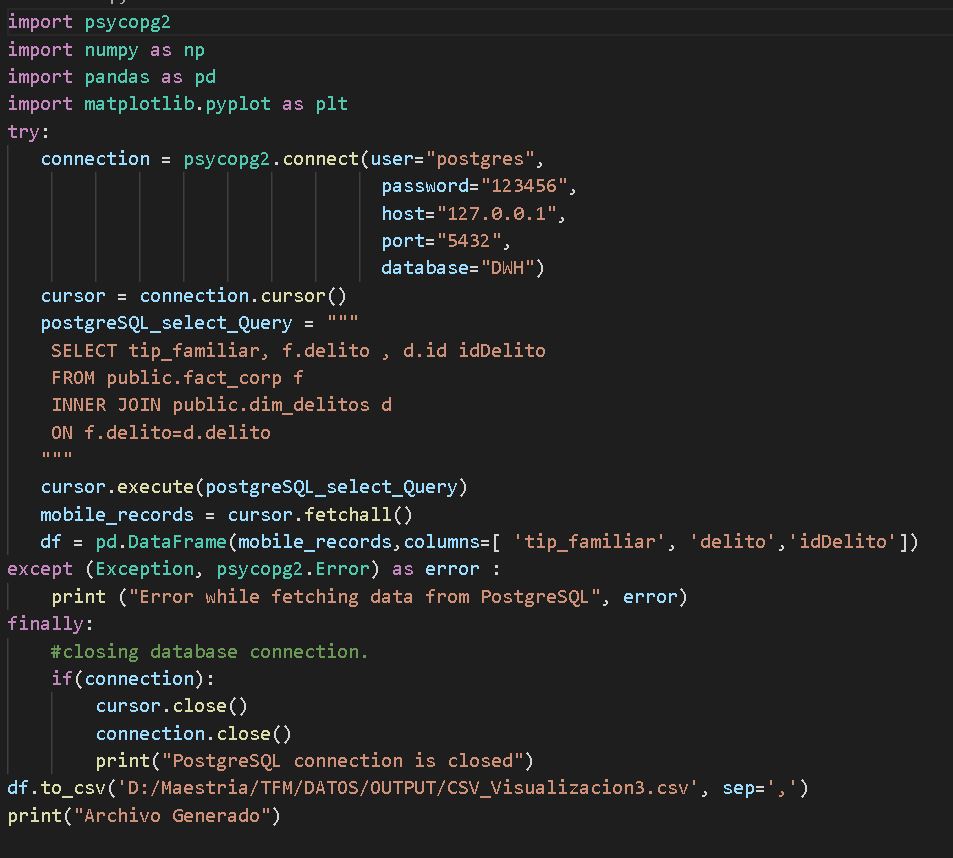 import psycopg2
import numpy as np
import pandas as pd
import matplotlib.pyplot as plt
try:
   connection = psycopg2.connect(user="postgres",
                                  password="123456",
                                  host="127.0.0.1",
                                  port="5432",
                                  database="DWH")
   cursor = connection.cursor()
   postgreSQL_select_Query = """
    SELECT tip_familiar, f.delito , d.id idDelito
    FROM public.fact_corp f
    INNER JOIN public.dim_delitos d
    ON f.delito=d.delito
   """
   cursor.execute(postgreSQL_select_Query)
   mobile_records = cursor.fetchall()
   df = pd.DataFrame(mobile_records,columns=[ 'tip_familiar', 'delito','idDelito'])
except (Exception, psycopg2.Error) as error :
    print ("Error while fetching data from PostgreSQL", error)
finally:
    #closing database connection.
    if(connection):
        cursor.close()
        connection.close()
        print("PostgreSQL connection is closed")
df.to_csv('D:/Maestria/TFM/DATOS/OUTPUT/CSV_Visualizacion3.csv', sep=',')
print("Archivo Generado")